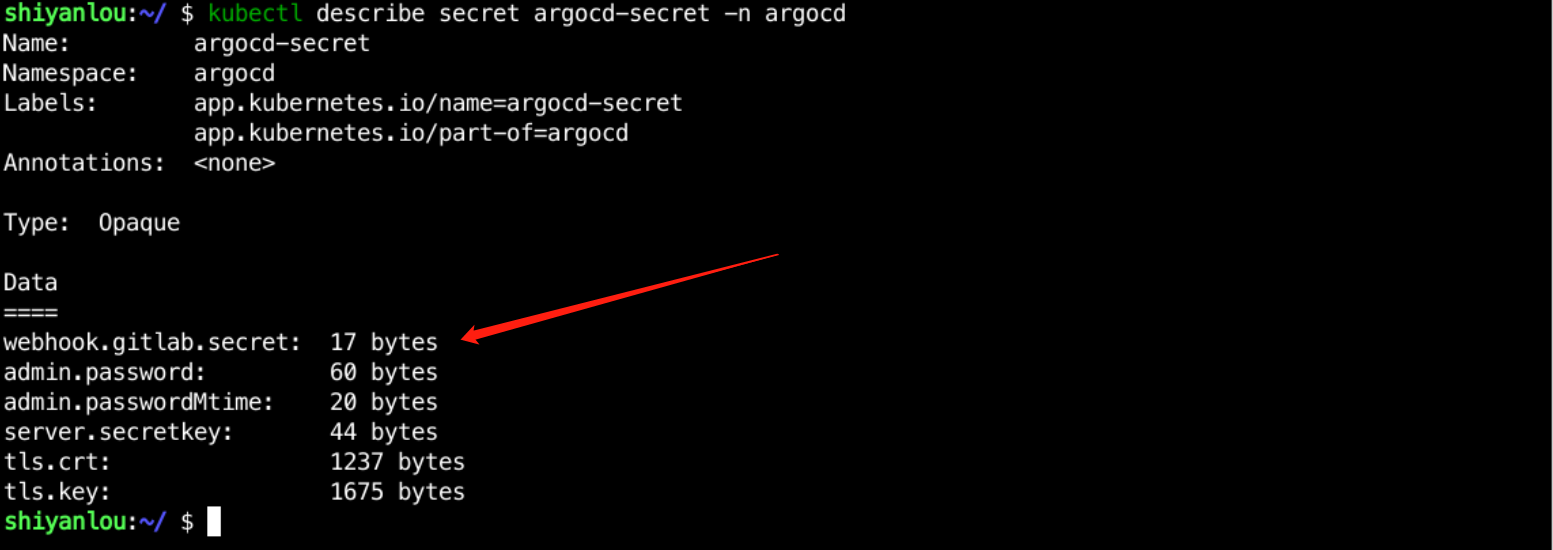 shiyanlou:~/ $ kubectl describe secret argocd-secret -n argocd
Name:         argocd-secret
Namespace:    argocd
Labels:       app.kubernetes.io/name=argocd-secret
              app.kubernetes.io/part-of=argocd
Annotations:  <none>
Type:  Opaque
Data
====
webhook.gitlab.secret:  17 bytes
admin.password:         60 bytes
admin.passwordMtime:    20 bytes
server.secretkey:       44 bytes
tls.crt:                1237 bytes
tls.key:                1675 bytes
shiyanlou:~/ $